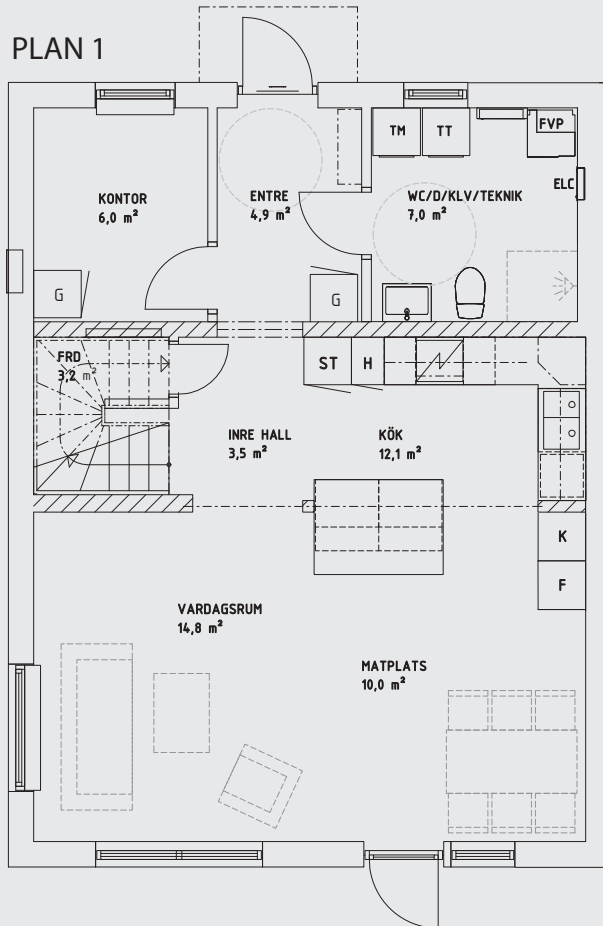 PLAN 1
TM
TT
FVP
ELC
KONTOR
6,0 m²
ENTRE
4,9 m²
WC/D/KLV/TEKNIK
7,0 m²
G
G
FRD
3,2 m²
ST
H
INRE HALL
3,5 m²
KÖK
12,1 m²
K
F
VARDAGSRUM
14,8 m²
MATPLATS
10,0 m²